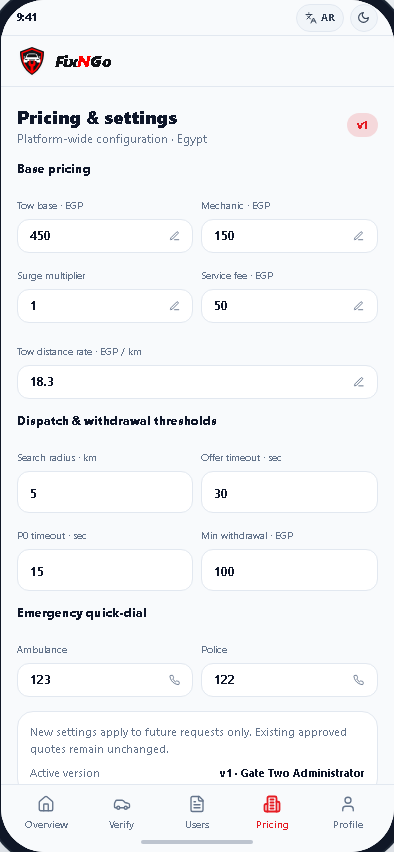 9:41
AR
FixNGo
Pricing & settings
v1
Platform-wide configuration · Egypt
Base pricing
Tow base · EGP
Mechanic · EGP
450
150
Surge multiplier
Service fee · EGP
1
50
Tow distance rate · EGP / km
18.3
Dispatch & withdrawal thresholds
Search radius · km
Offer timeout · sec
5
30
P0 timeout · sec
Min withdrawal · EGP
15
100
Emergency quick-dial
Ambulance
Police
123
122
New settings apply to future requests only. Existing approved
quotes remain unchanged.
Active version
v1 · Gate Two Administrator
Overview
Verify
Users
Pricing
Profile